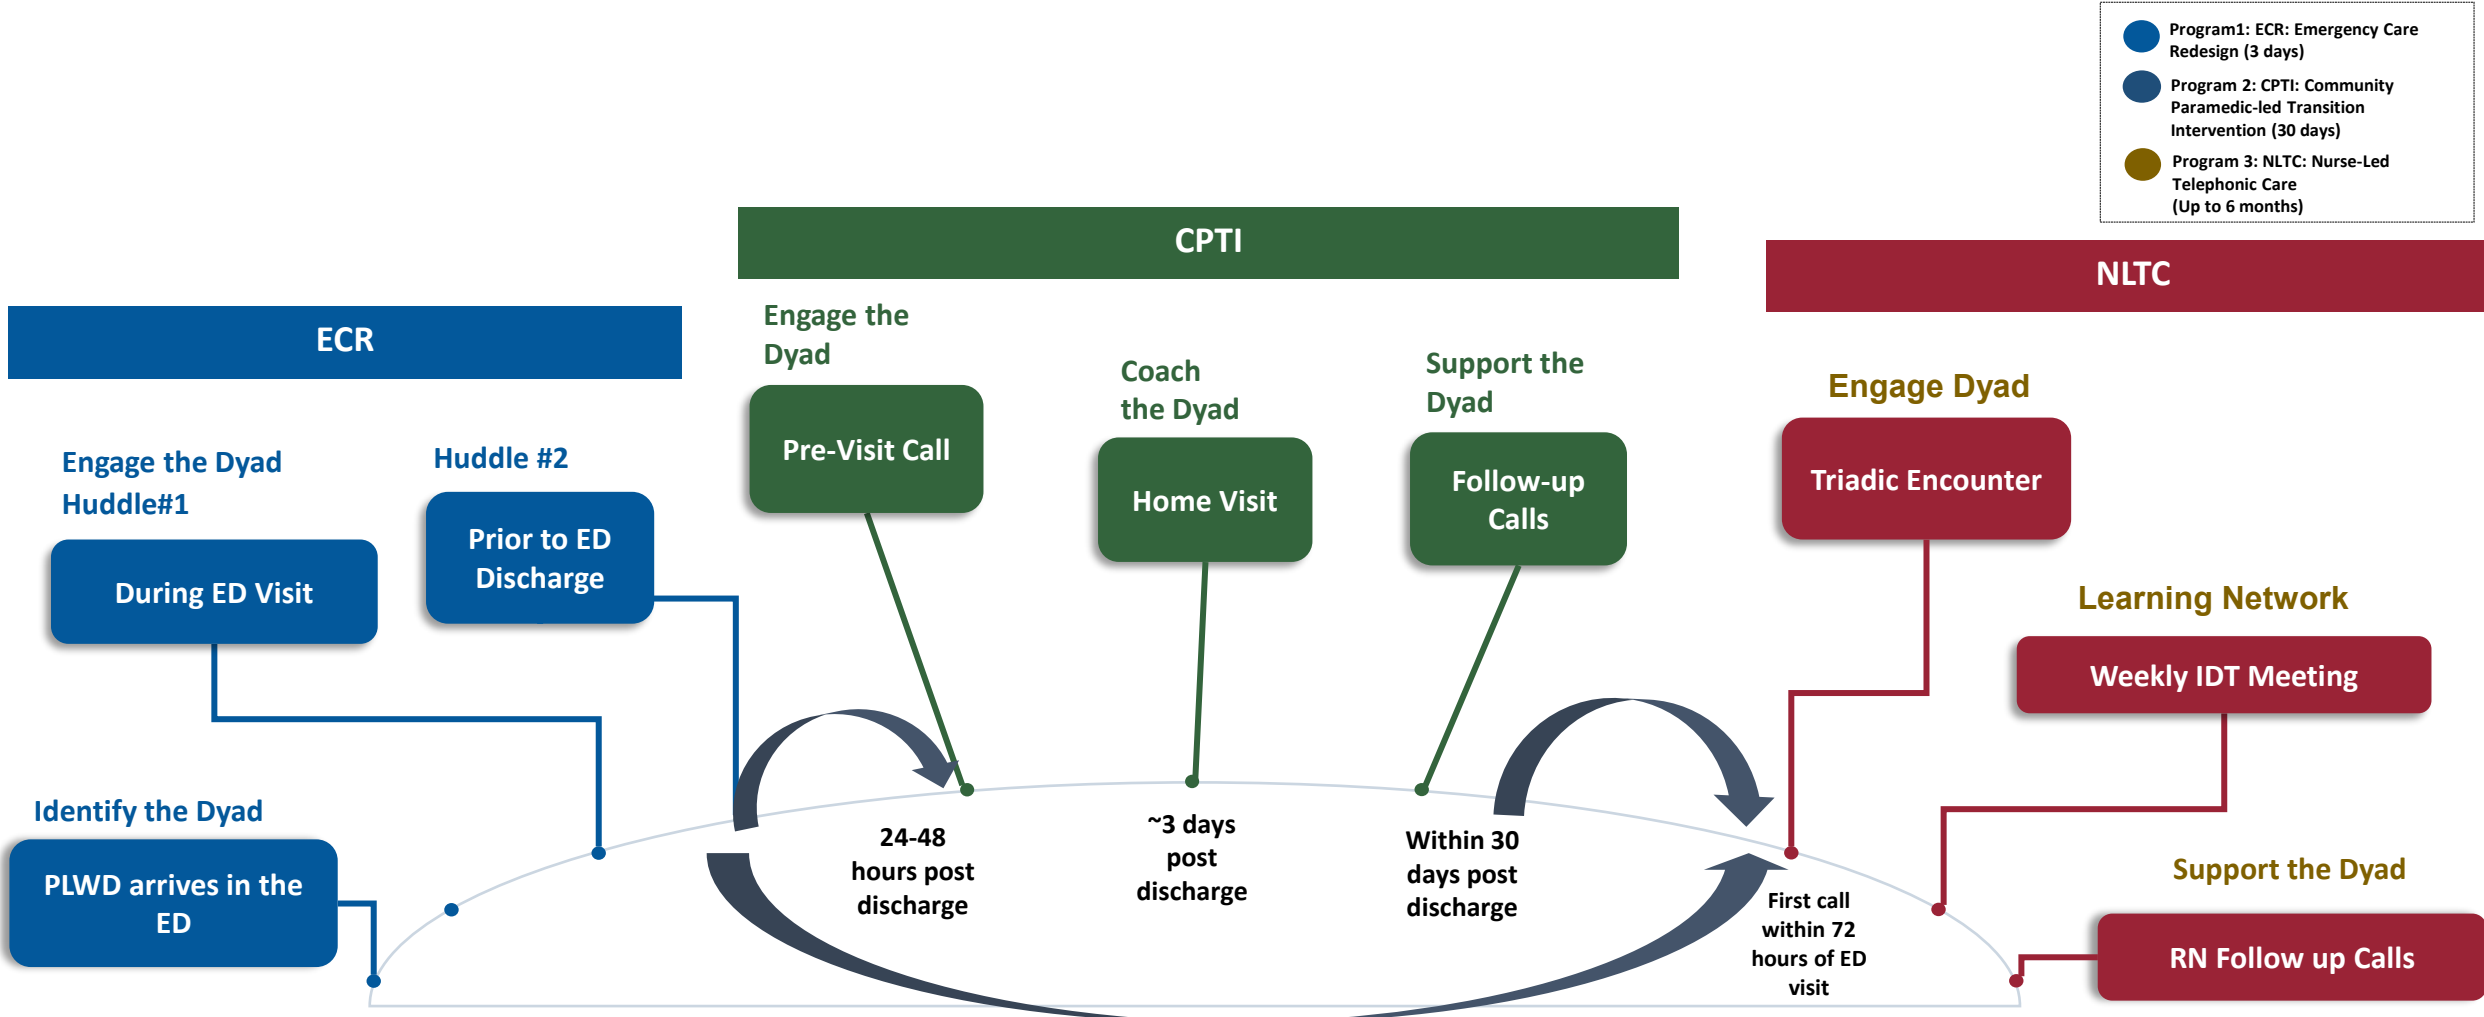 Program1: ECR: Emergency Care
Redesign (3 days)
Program 2: CPTI: Community
Paramedic-led Transition
Intervention (30 days)
Program 3: NLTC: Nurse-Led
Telephonic Care
(Up to 6 months)
ECR
Engage the Dyad
Huddle#1
During ED Visit
Huddle #2
Prior to ED
Discharge
Identify the Dyad
PLWD arrives in the
ED
CPTI
Engage the
Dyad
Pre-Visit Call
Coach
the Dyad
Home Visit
Support the
Dyad
Follow-up
Calls
24-48
hours post
discharge
~3 days
post
discharge
Within 30
days post
discharge
NLTC
Engage Dyad
Triadic Encounter
Learning Network
Weekly IDT Meeting
Support the Dyad
RN Follow up Calls
First call
within 72
hours of ED
visit